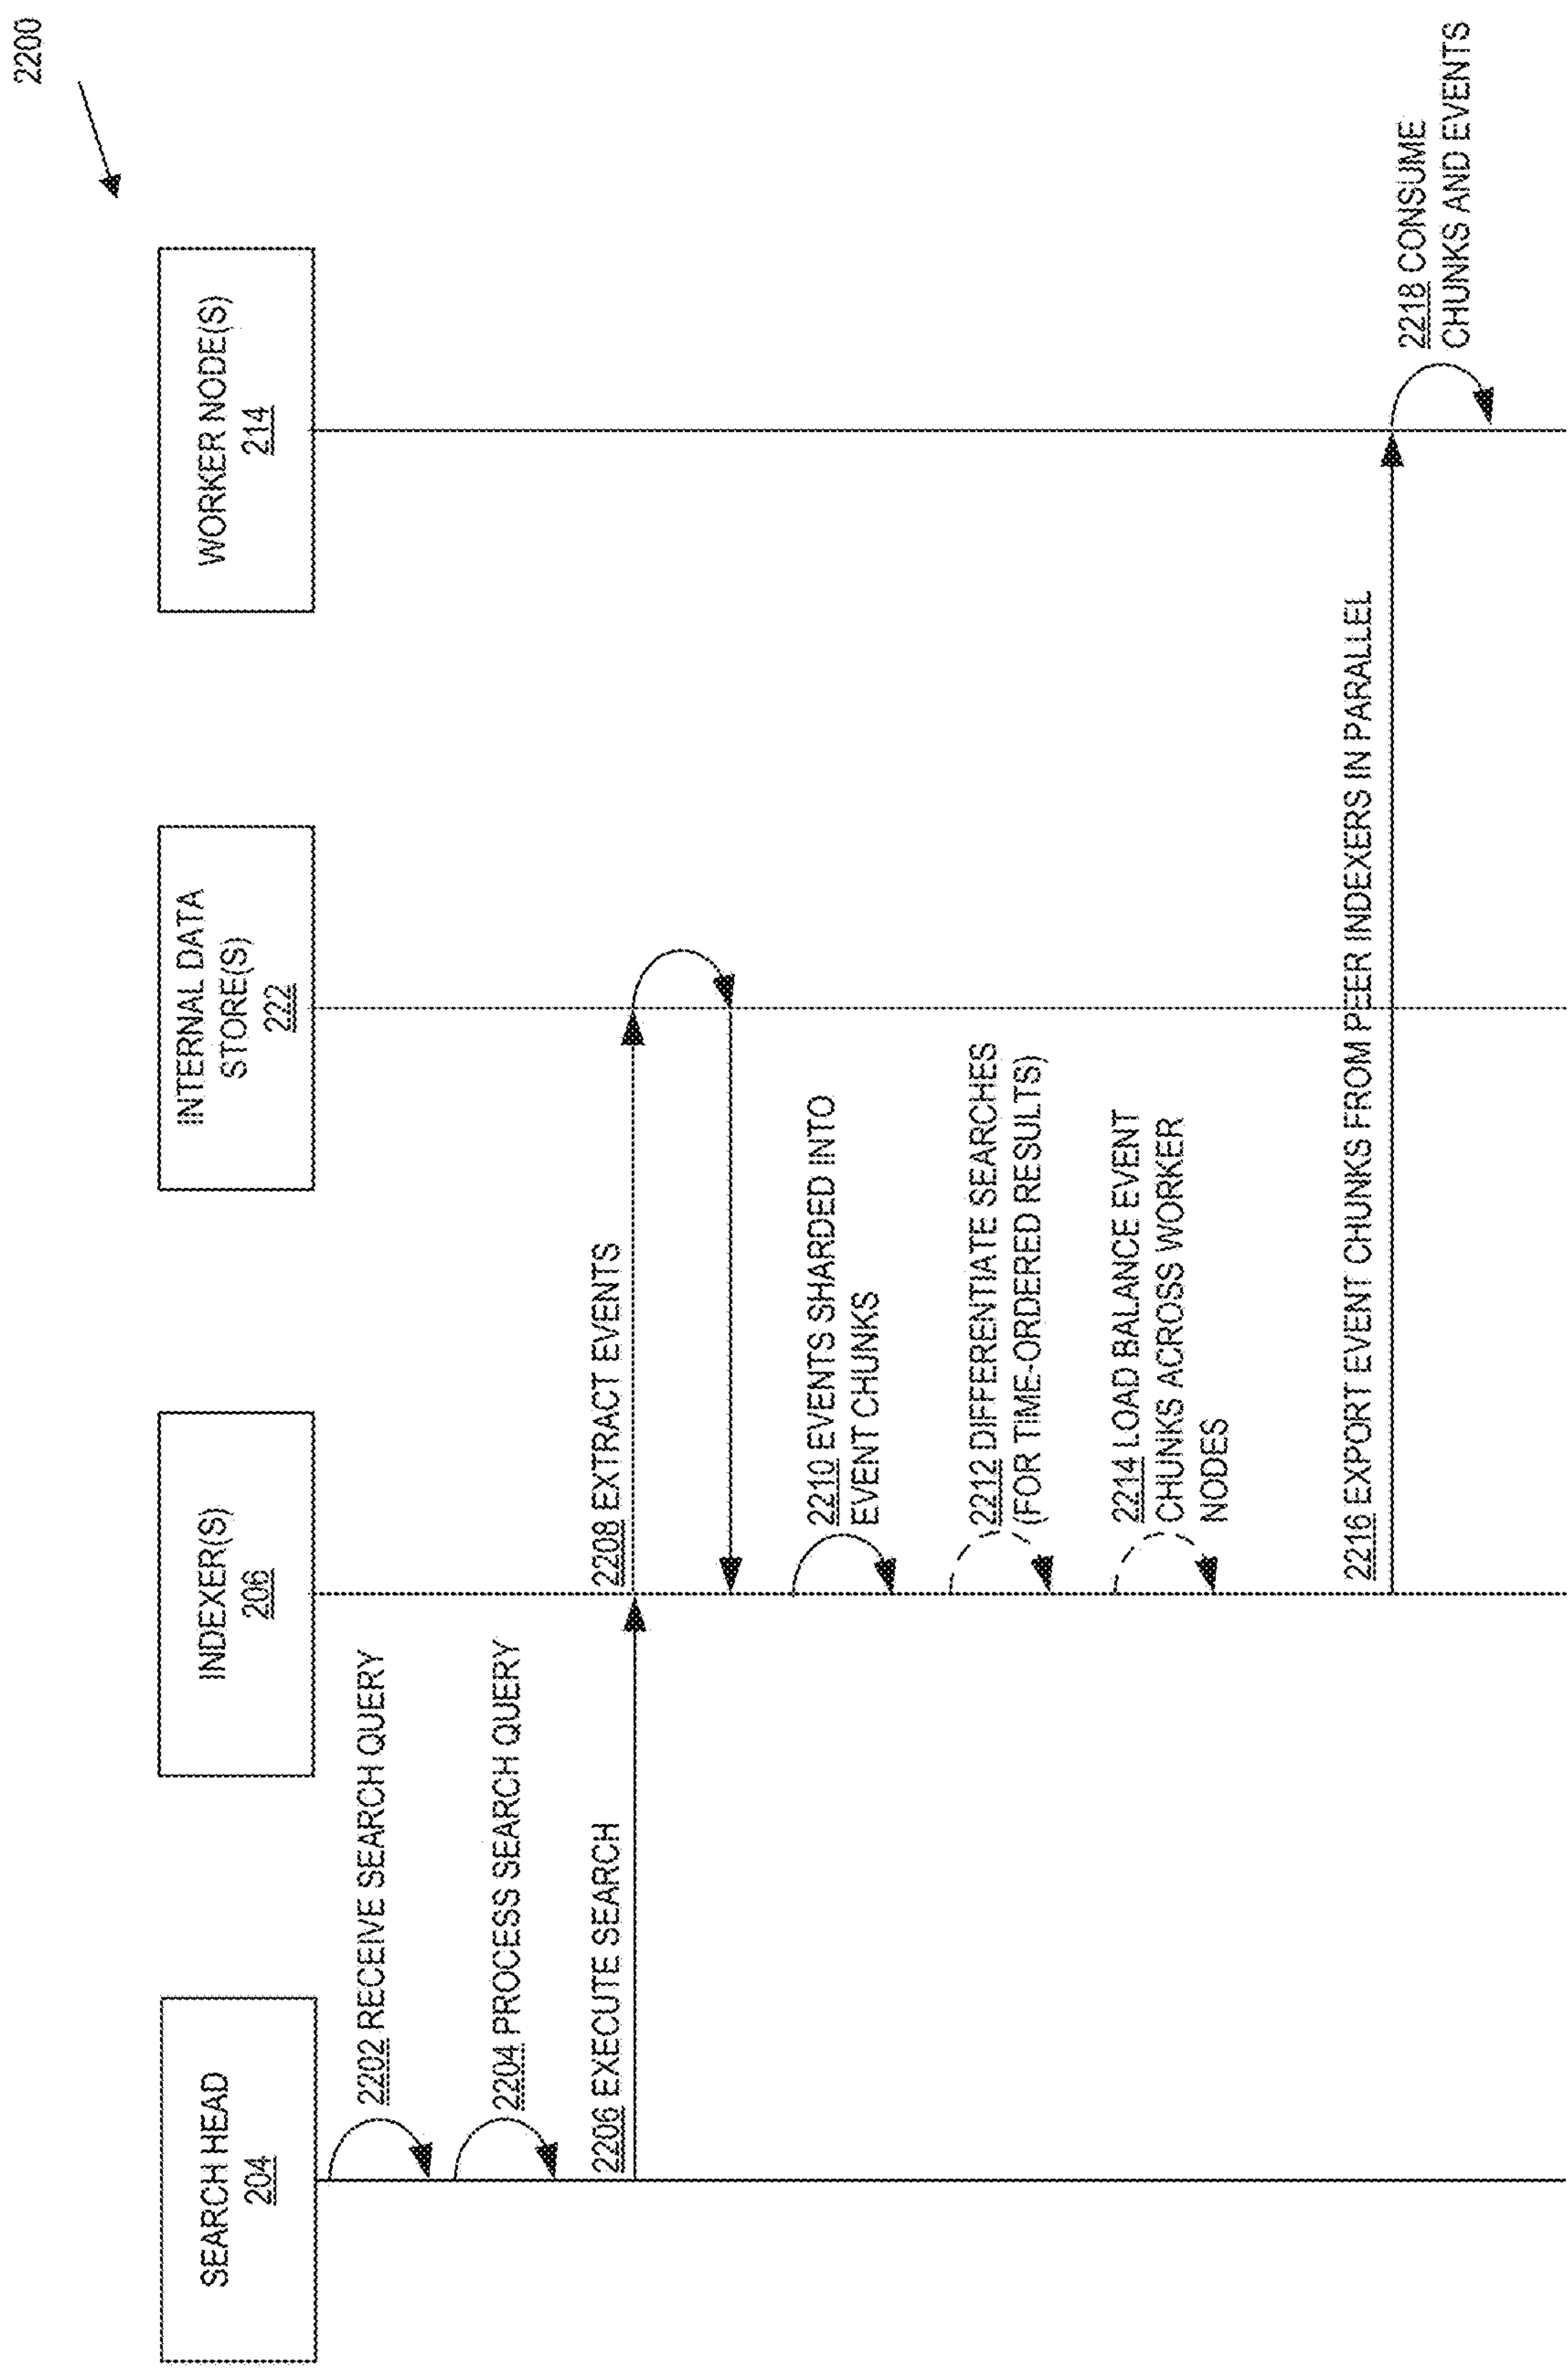 2200
SEARCH HEAD
204
INDEXER(S)
206
INTERNAL DATA
STORE(S)
222
WORKER NODE(S)
214
2202 RECEIVE SEARCH QUERY
2204 PROCESS SEARCH QUERY
2206 EXECUTE SEARCH
2208 EXTRACT EVENTS
2210 EVENTS SHARDED INTO
EVENT CHUNKS
2212 DIFFERENTIATE SEARCHES
(FOR TIME-ORDERED RESULTS)
2214 LOAD BALANCE EVENT
CHUNKS ACROSS WORKER
NODES
2216 EXPORT EVENT CHUNKS FROM PEER INDEXERS IN PARALLEL
2218 CONSUME
CHUNKS AND EVENTS